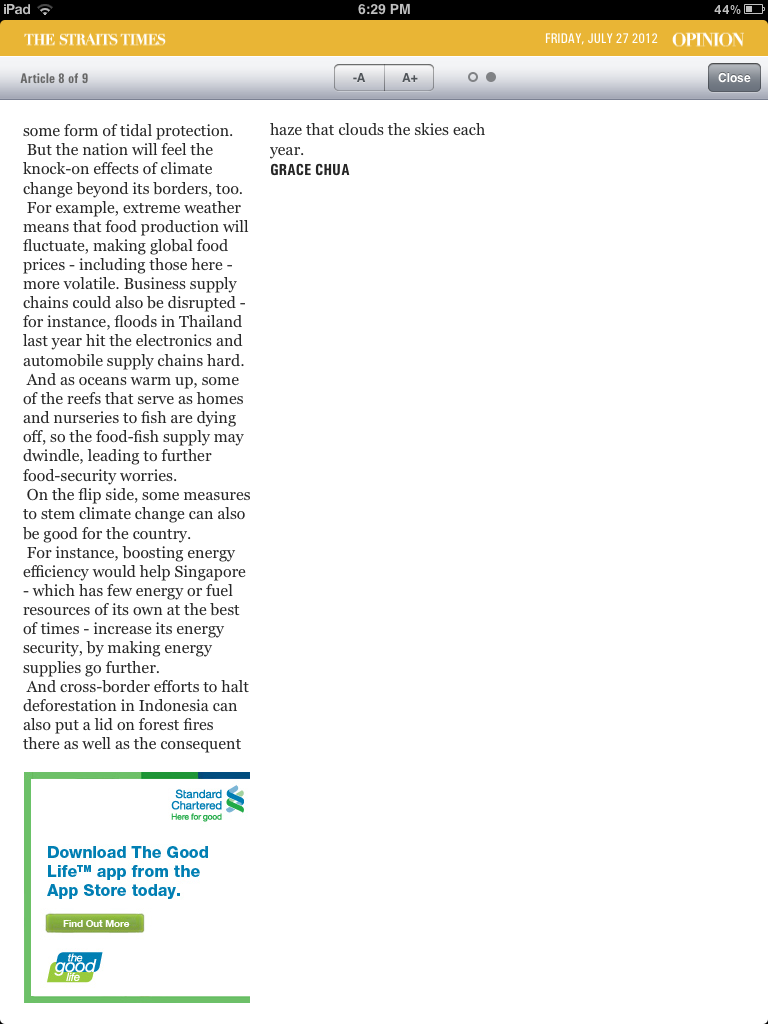 iPad
6:29 PM
44%
THE STRAITS TIMES
FRIDAY, JULY 27 2012 OPINION
Article 8 of 9
-A
A+
Close
some form of tidal protection.
But the nation will feel the
knock-on effects of climate
change beyond its borders, too.
For example, extreme weather
means that food production will
fluctuate, making global food
prices - including those here -
more volatile. Business supply
chains could also be disrupted -
for instance, floods in Thailand
last year hit the electronics and
automobile supply chains hard.
And as oceans warm up, some
of the reefs that serve as homes
and nurseries to fish are dying
off, so the food-fish supply may
dwindle, leading to further
food-security worries.
On the flip side, some measures
to stem climate change can also
be good for the country.
For instance, boosting energy
efficiency would help Singapore
- which has few energy or fuel
resources of its own at the best
of times - increase its energy
security, by making energy
supplies go further.
And cross-border efforts to halt
deforestation in Indonesia can
also put a lid on forest fires
there as well as the consequent
haze that clouds the skies each
year.
GRACE CHUA
Standard
Chartered
Here for good
Download The Good
Life™ app from the
App Store today.
Find Out More
the
good
life